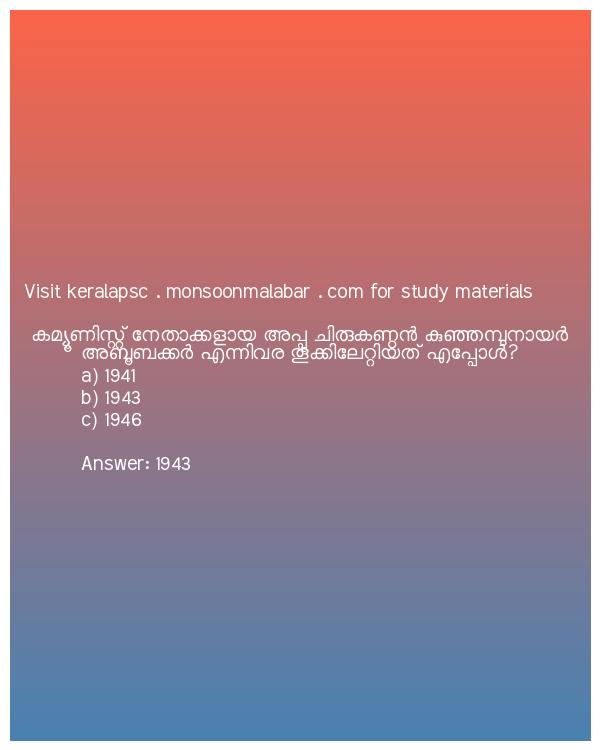 Visit keralapsc . monsoonmalabar . com for study materials
കമ്യൂണിസ്റ്റ് നേതാക്കളായ അപ്പു ചിരുകണ്ടൻ കുഞ്ഞമ്പുനായർ
അബൂബക്കർ എന്നിവരെ തൂക്കിലേറ്റിയത് എപ്പോൾ?
a) 1941
b) 1943
c) 1946
Answer: 1943